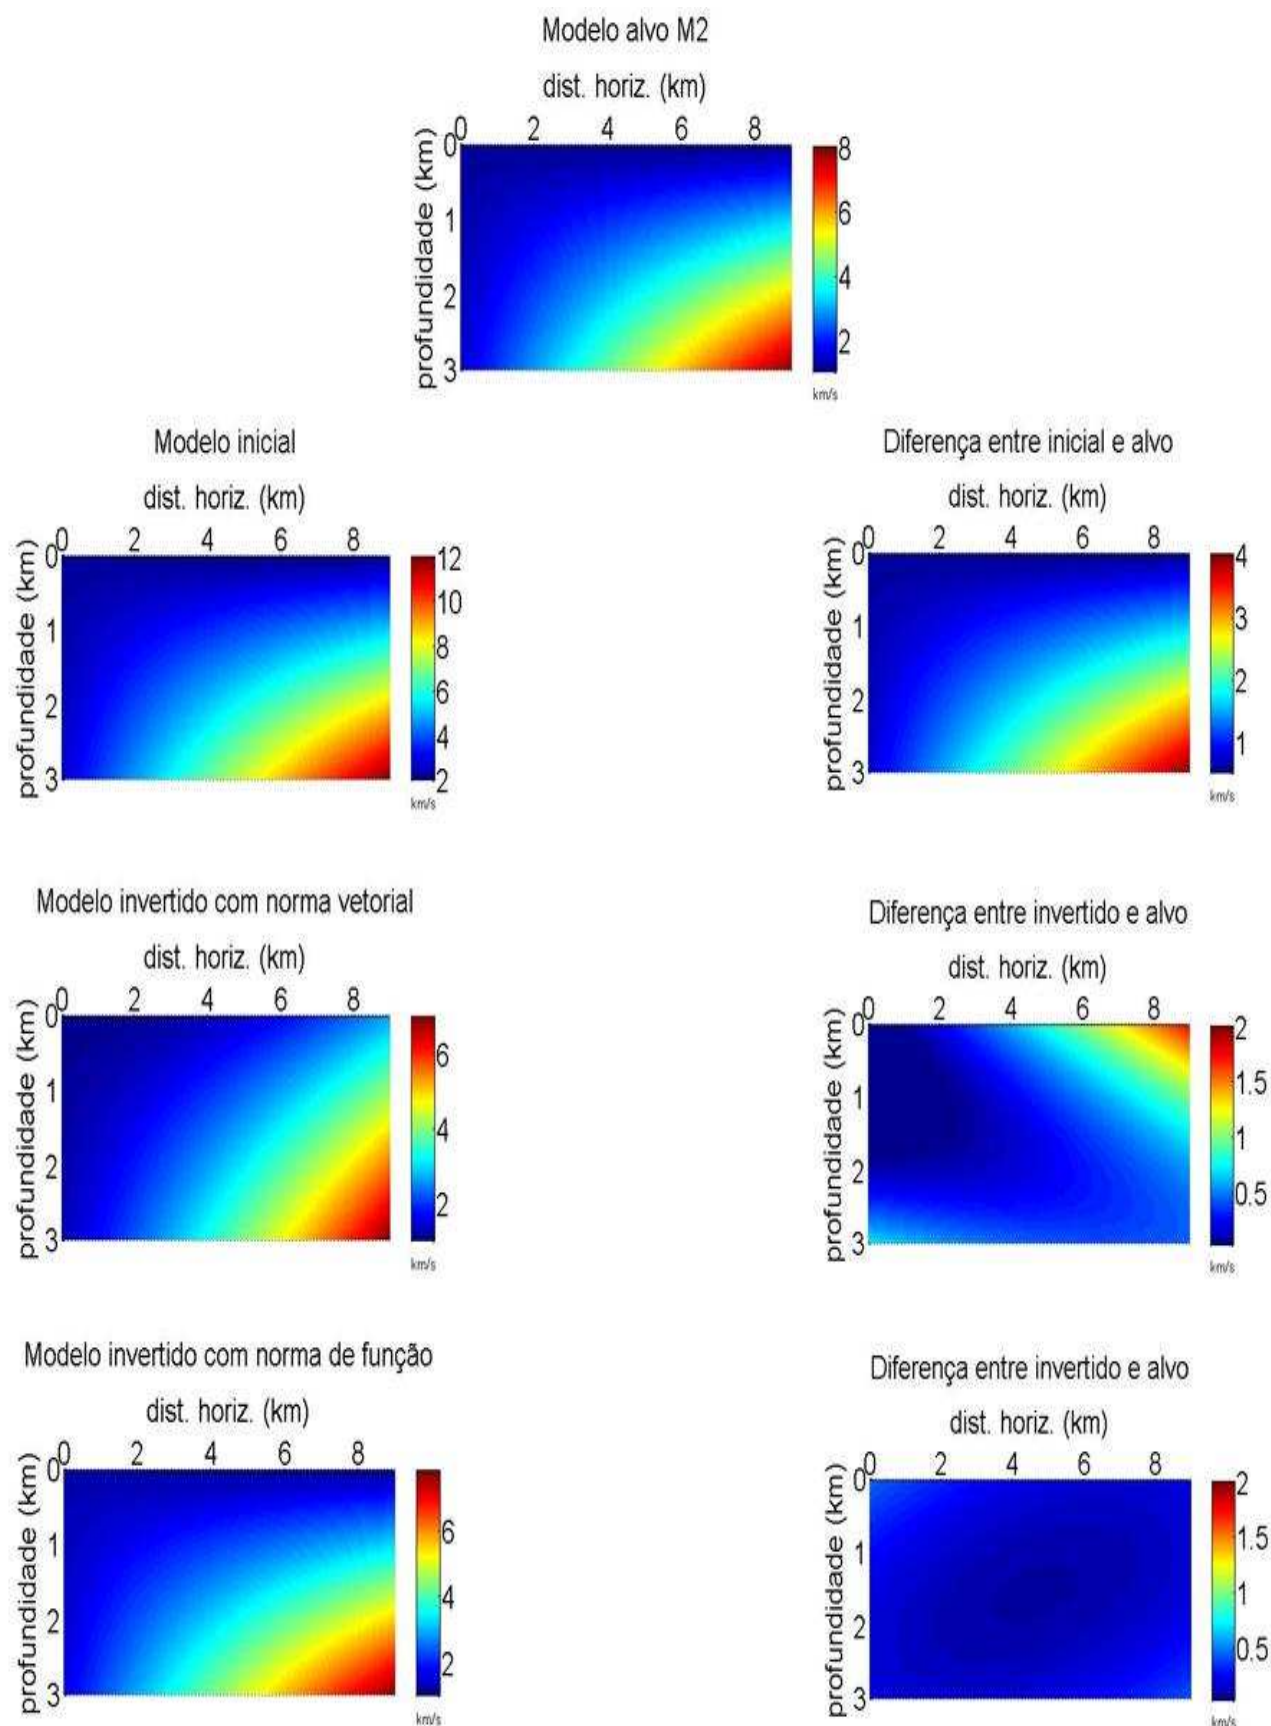 Modelo alvo M2
dist. horiz. (km)
0 2 4 6 8
profundidade (km)
0
1
2
3
8
6
4
2
km/s
Modelo inicial
dist. horiz. (km)
0 2 4 6 8
profundidade (km)
0
1
2
3
12
10
8
6
4
2
km/s
Diferença entre inicial e alvo
dist. horiz. (km)
0 2 4 6 8
profundidade (km)
0
1
2
3
4
3
2
1
km/s
Modelo invertido com norma vetorial
dist. horiz. (km)
0 2 4 6 8
profundidade (km)
0
1
2
3
6
4
2
km/s
Diferença entre invertido e alvo
dist. horiz. (km)
0 2 4 6 8
profundidade (km)
0
1
2
3
2
1.5
1
0.5
km/s
Modelo invertido com norma de função
dist. horiz. (km)
0 2 4 6 8
profundidade (km)
0
1
2
3
6
4
2
km/s
Diferença entre invertido e alvo
dist. horiz. (km)
0 2 4 6 8
profundidade (km)
0
1
2
3
2
1.5
1
0.5
km/s